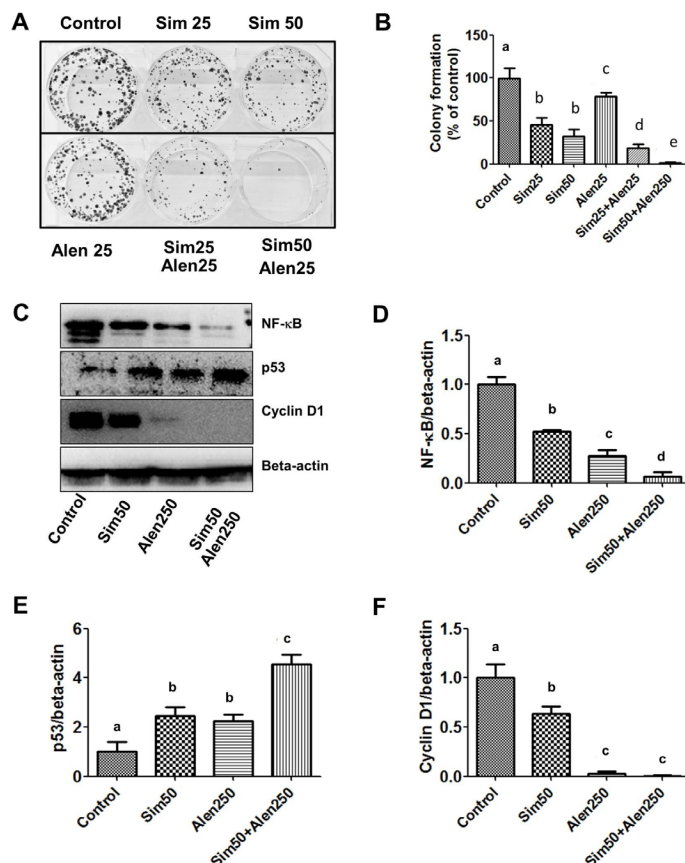 A
Control Sim 25 Sim 50
Alen 25 Sim25 Sim50
Alen25 Alen25
B
Colony formation
(% of control)
150
100
50
0
a
b
b
c
d
e
Control
Sim25
Sim50
Alen25
Sim25+Alen25
Sim50+Alen250
C
NF-κB
p53
Cyclin D1
Beta-actin
Control
Sim50
Alen250
Sim50
Alen250
D
NF-κB/beta-actin
1.5
1.0
0.5
0.0
a
b
c
d
Control
Sim50
Alen250
Sim50+Alen250
E
p53/beta-actin
6
4
2
0
a
b
b
c
Control
Sim50
Alen250
Sim50+Alen250
F
Cyclin D1/beta-actin
1.5
1.0
0.5
0.0
a
b
c
c
Control
Sim50
Alen250
Sim50+Alen250